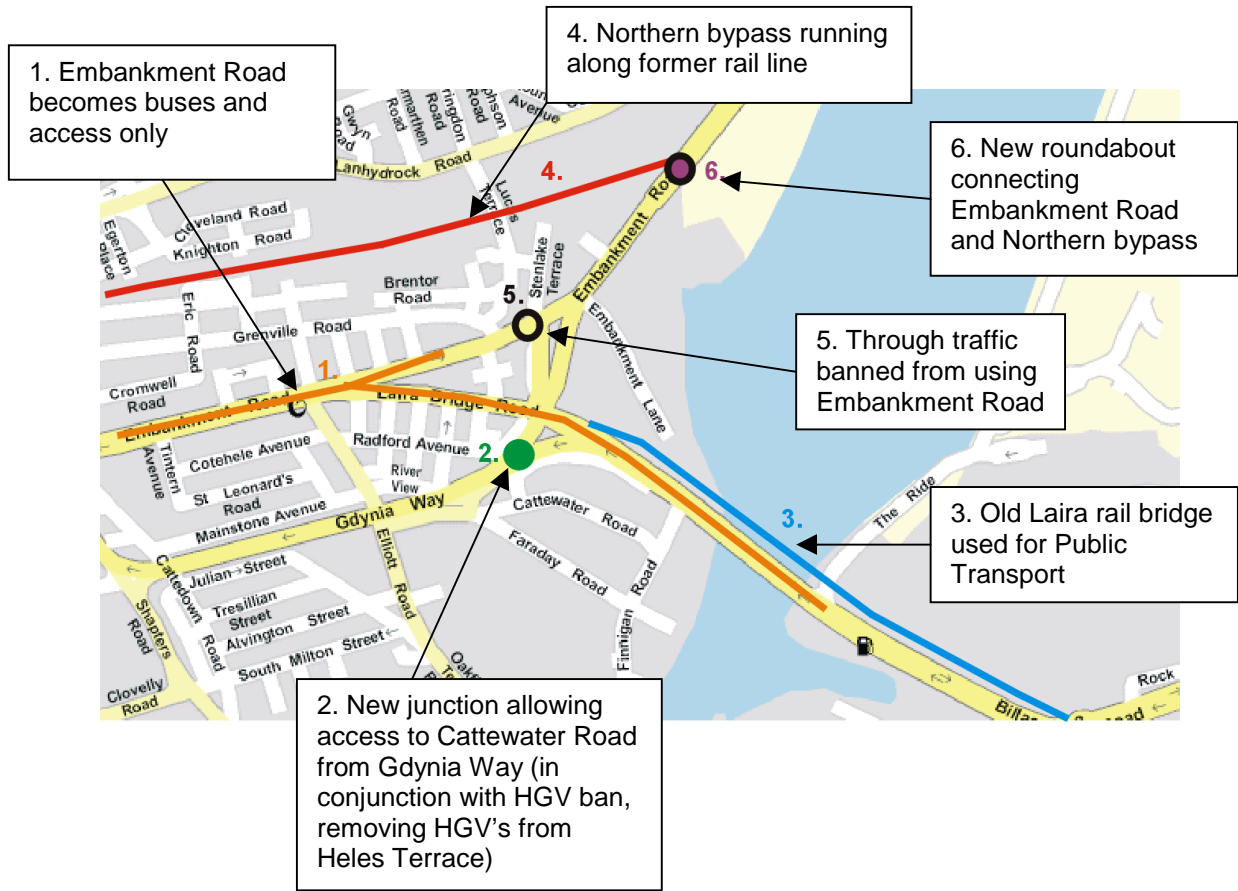 1. Embankment Road
becomes buses and
access only
4. Northern bypass running
along former rail line
6. New roundabout
connecting
Embankment Road
and Northern bypass
5. Through traffic
banned from using
Embankment Road
3. Old Laira rail bridge
used for Public
Transport
2. New junction allowing
access to Cattewater Road
from Gdynia Way (in
conjunction with HGV ban,
removing HGV's from
Heles Terrace)
Gwyn
Road
Road
Avenue
Lanhydrock Road
4.
6.
Egerton
Place
Cleveland Road
Knighton Road
Terrace
Embankment
Stenlake
Terrace
Brentor
Road
5.
Embankment Road
Eric Road
Grenville Road
Embankment Lane
Cromwell
Road
1.
Embankment Road
Laira Bridge Road
Tintern
Avenue
Cotehele Avenue
Radford Avenue
2.
St Leonard's
Road
River
View
Mainstone Avenue
Gdynia Way
Cattewater Road
The Ride
3.
Faraday Road
Elliott Road
Finnigan Road
Cattedown Road
Julian Street
Tresillian
Street
Alvington Street
South Milton Street
Shapters
Road
Clovelly
Road
Rock